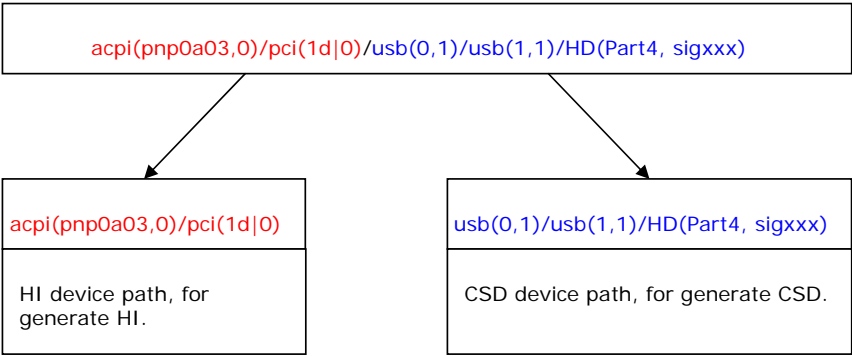 acpi(pnp0a03,0)/pci(1d|0)/usb(0,1)/usb(1,1)/HD(Part4, sigxxx)
acpi(pnp0a03,0)/pci(1d|0)
HI device path, for
generate HI.
usb(0,1)/usb(1,1)/HD(Part4, sigxxx)
CSD device path, for generate CSD.